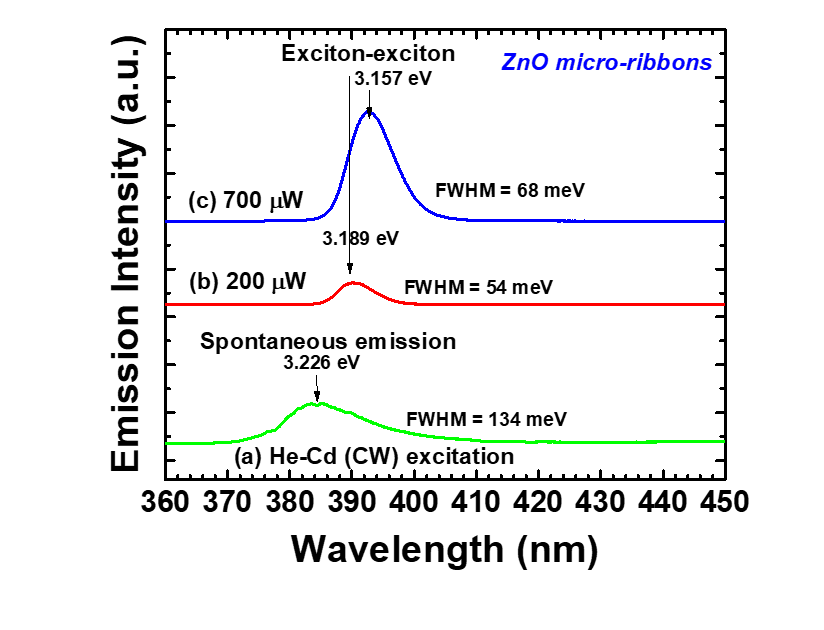 Exciton-exciton
ZnO micro-ribbons
3.157 eV
FWHM = 68 meV
(c) 700 μW
3.189 eV
(b) 200 μW
FWHM = 54 meV
Spontaneous emission
3.226 eV
FWHM = 134 meV
(a) He-Cd (CW) excitation
Emission Intensity (a.u.)
360 370 380 390 400 410 420 430 440 450
Wavelength (nm)